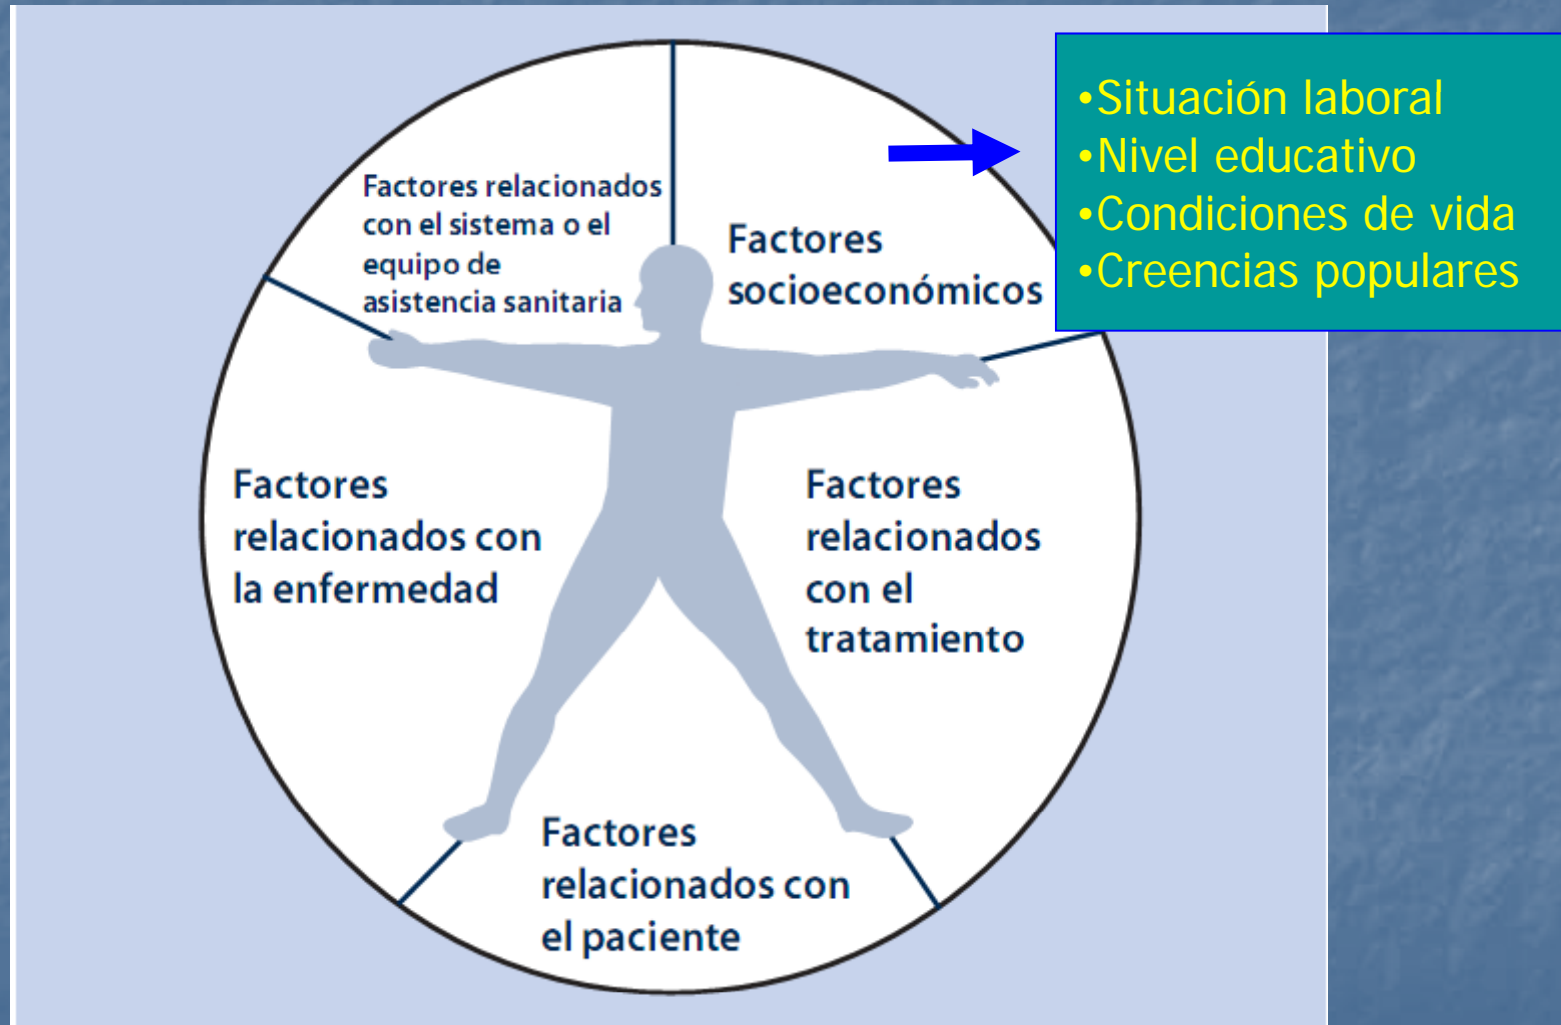 Factores relacionados
con el sistema o el
equipo de
asistencia sanitaria
Factores
socioeconómicos
•Situación laboral
•Nivel educativo
•Condiciones de vida
•Creencias populares
Factores
relacionados con
la enfermedad
Factores
relacionados
con el
tratamiento
Factores
relacionados con
el paciente